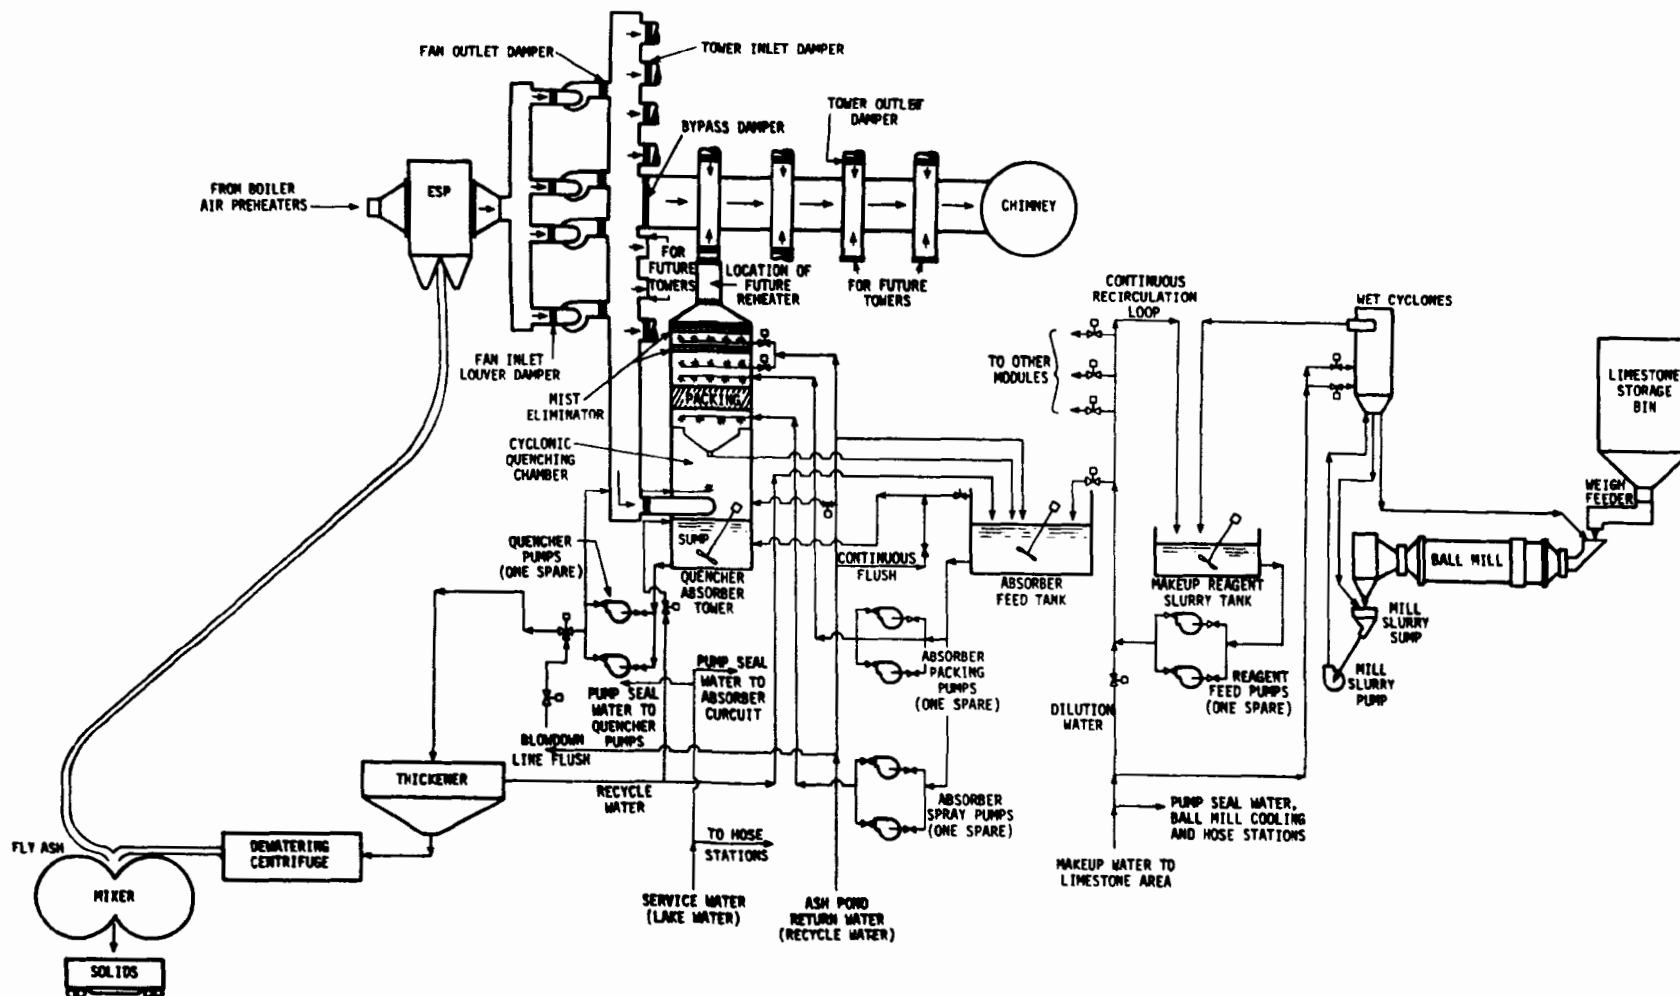 FAN OUTLET DAMPER
TOWER INLET DAMPER
TOWER OUTLET
DAMPER
BYPASS DAMPER
FROM BOILER
AIR PREHEATERS
ESP
CHIMNEY
FOR
FUTURE
TOWERS
LOCATION OF
FUTURE
REHEATER
FOR FUTURE
TOWERS
CONTINUOUS
RECIRCULATION
LOOP
WET CYCLONES
FAN INLET
LOUVER DAMPER
TO OTHER
MODULES
LIMESTONE
STORAGE
BIN
MIST
ELIMINATOR
PACKING
CYCLONIC
QUENCHING
CHAMBER
WEIGH
FEEDER
SUMP
QUENCHER
PUMPS
(ONE SPARE)
QUENCHER
ABSORBER
TOWER
CONTINUOUS
FLUSH
ABSORBER
FEED TANK
MAKEUP REAGENT
SLURRY TANK
BALL MILL
MILL
SLURRY
SUMP
PUMP SEAL
WATER TO
ABSORBER
CURCUIT
PUMP SEAL
WATER TO
QUENCHER
PUMPS
ABSORBER
PACKING
PUMPS
(ONE SPARE)
REAGENT
FEED PUMPS
(ONE SPARE)
MILL
SLURRY
PUMP
DILUTION
WATER
BLOWDOWN
LINE FLUSH
THICKENER
RECYCLE
WATER
ABSORBER
SPRAY PUMPS
(ONE SPARE)
PUMP SEAL WATER,
BALL MILL COOLING
AND HOSE STATIONS
TO HOSE
STATIONS
FLY ASH
DEWATERING
CENTRIFUGE
MAKEUP WATER TO
LIMESTONE AREA
MIXER
SERVICE WATER
(LAKE WATER)
ASH POND
RETURN WATER
(RECYCLE WATER)
SOLIDS